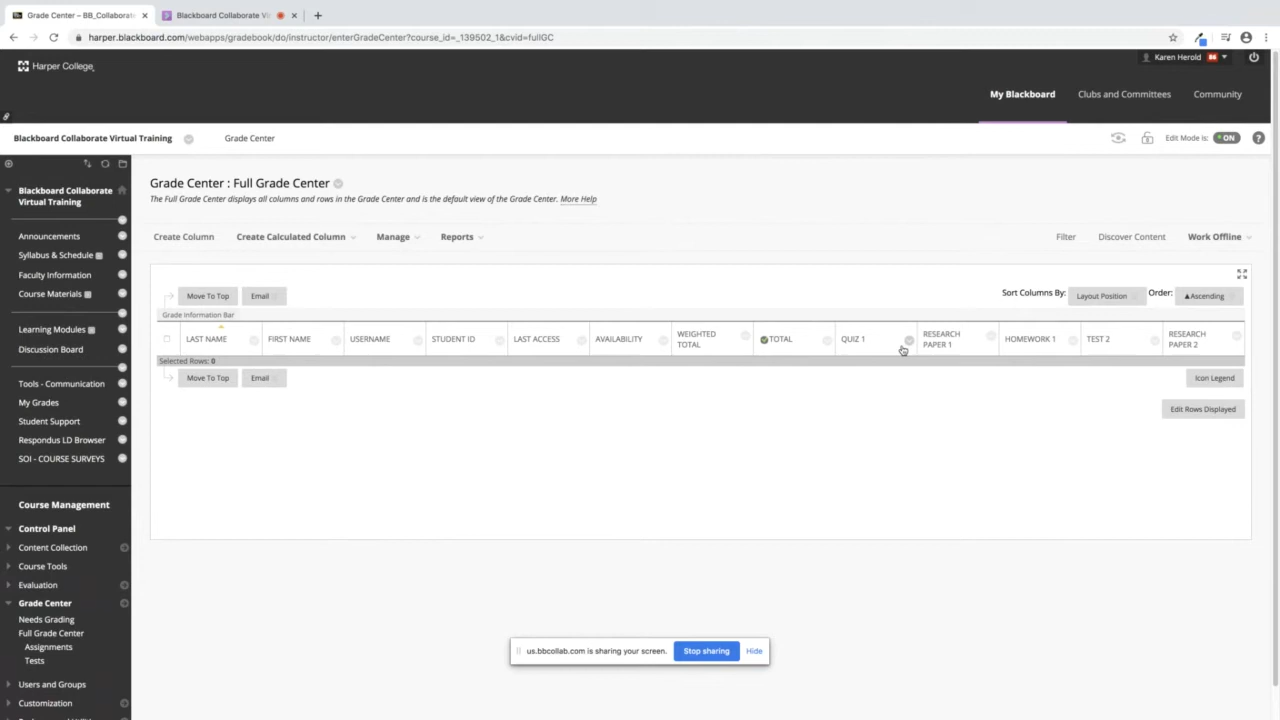 Grade Center – BB_Collaborate
Blackboard Collaborate Vi
harper.blackboard.com/webapps/gradebook/do/instructor/enterGradeCenter?course_id=_139502_1&cvid=fullGC
Harper College
Karen Herold
My Blackboard
Clubs and Committees
Community
Blackboard Collaborate Virtual Training
Grade Center
Edit Mode is:
ON
?
Blackboard Collaborate
Virtual Training
Announcements
Syllabus & Schedule
Faculty Information
Course Materials
Learning Modules
Discussion Board
Tools - Communication
My Grades
Student Support
Respondus LD Browser
SOI - COURSE SURVEYS
Course Management
Control Panel
Content Collection
Course Tools
Evaluation
Grade Center
Needs Grading
Full Grade Center
Assignments
Tests
Users and Groups
Customization
Grade Center : Full Grade Center
The Full Grade Center displays all columns and rows in the Grade Center and is the default view of the Grade Center. More Help
Create Column
Create Calculated Column
Manage
Reports
Filter
Discover Content
Work Offline
Move To Top
Email
Sort Columns By:
Layout Position
Order:
▲Ascending
Grade Information Bar
LAST NAME
FIRST NAME
USERNAME
STUDENT ID
LAST ACCESS
AVAILABILITY
WEIGHTED
TOTAL
TOTAL
QUIZ 1
RESEARCH
PAPER 1
HOMEWORK 1
TEST 2
RESEARCH
PAPER 2
Selected Rows: 0
Move To Top
Email
Icon Legend
Edit Rows Displayed
us.bbcollab.com is sharing your screen.
Stop sharing
Hide